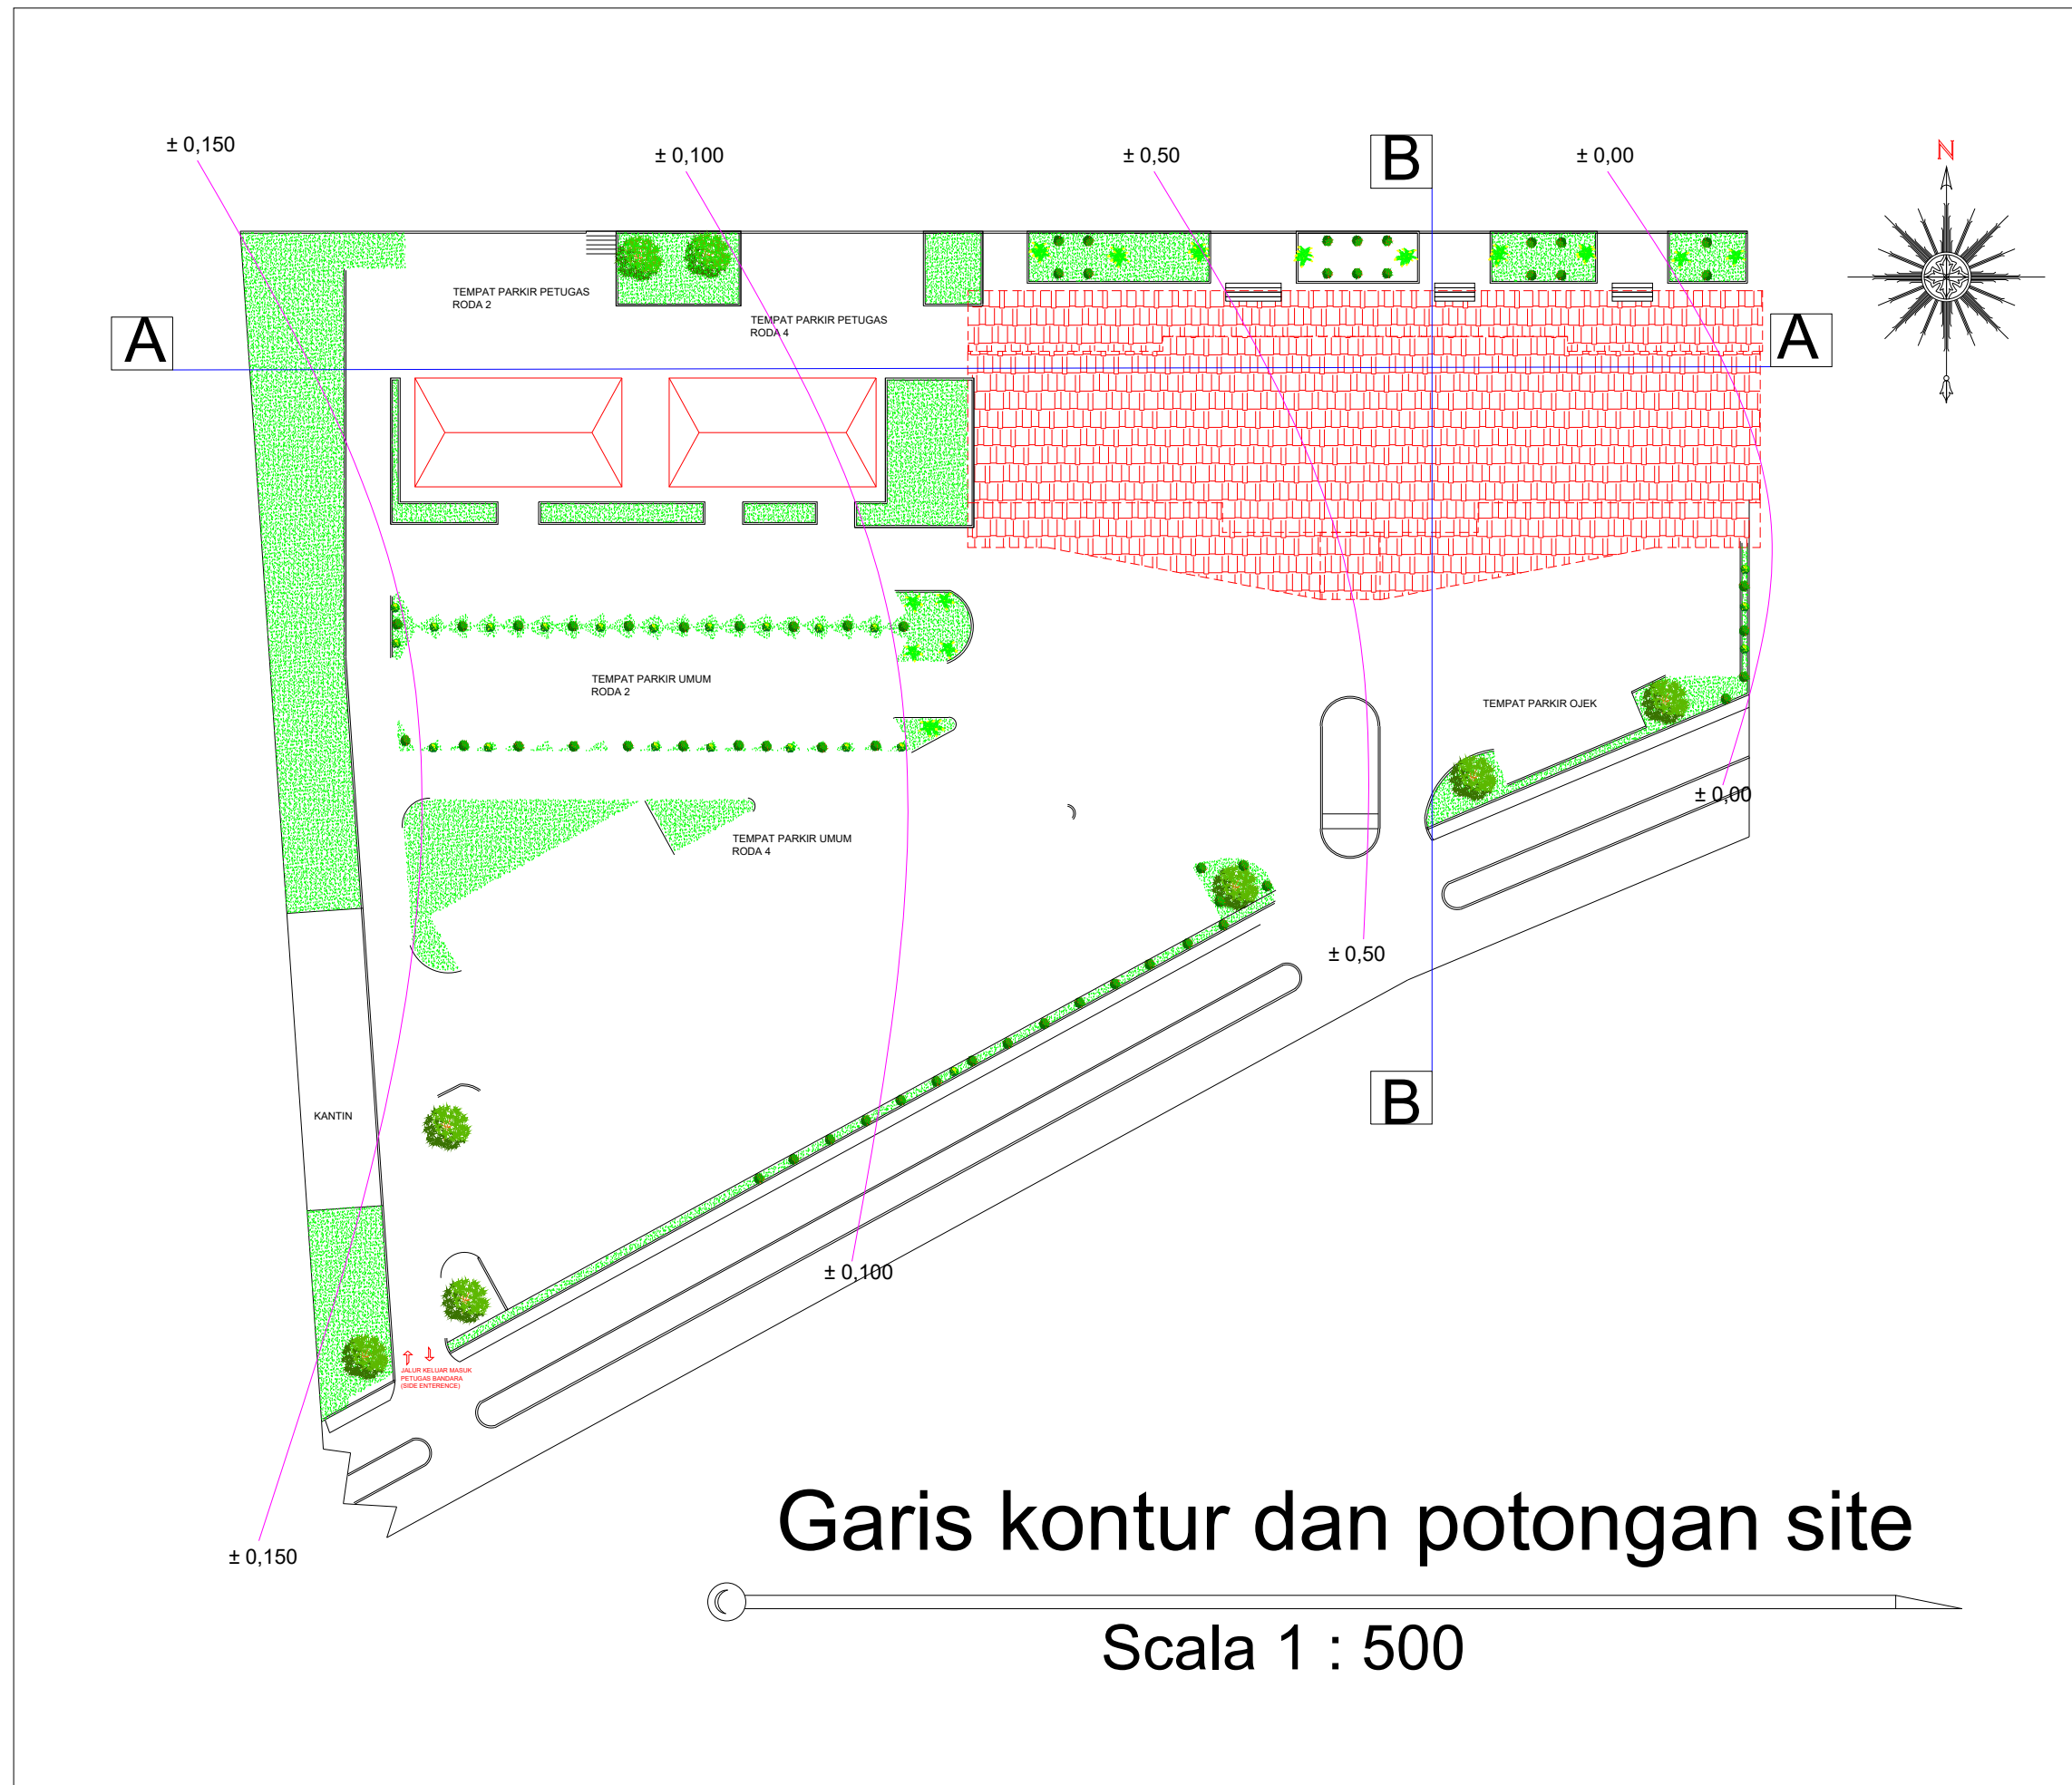 ± 0,150
± 0,100
± 0,50
B
± 0,00
N
TEMPAT PARKIR PETUGAS
RODA 2
TEMPAT PARKIR PETUGAS
RODA 4
A
A
TEMPAT PARKIR UMUM
RODA 2
TEMPAT PARKIR OJEK
± 0,00
TEMPAT PARKIR UMUM
RODA 4
± 0,50
B
KANTIN
± 0,100
JALUR KELUAR MASUK
PETUGAS BANDARA
(SIDE ENTERENCE)
± 0,150
Garis kontur dan potongan site
Scala 1 : 500